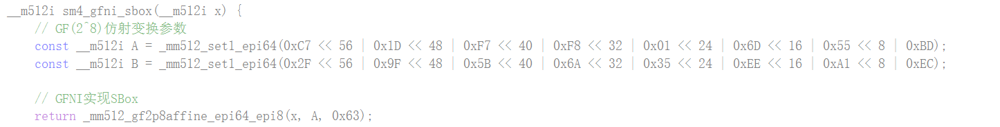 __m512i sm4_gfni_sbox(__m512i x) {
    // GF(2^8)仿射变换参数
    const __m512i A = _mm512_set1_epi64(0xC7 << 56 | 0x1D << 48 | 0xF7 << 40 | 0xF8 << 32 | 0x01 << 24 | 0x6D << 16 | 0x55 << 8 | 0xBD);
    const __m512i B = _mm512_set1_epi64(0x2F << 56 | 0x9F << 48 | 0x5B << 40 | 0x6A << 32 | 0x35 << 24 | 0xEE << 16 | 0xA1 << 8 | 0xEC);
    // GFNI实现SBox
    return _mm512_gf2p8affine_epi64_epi8(x, A, 0x63);